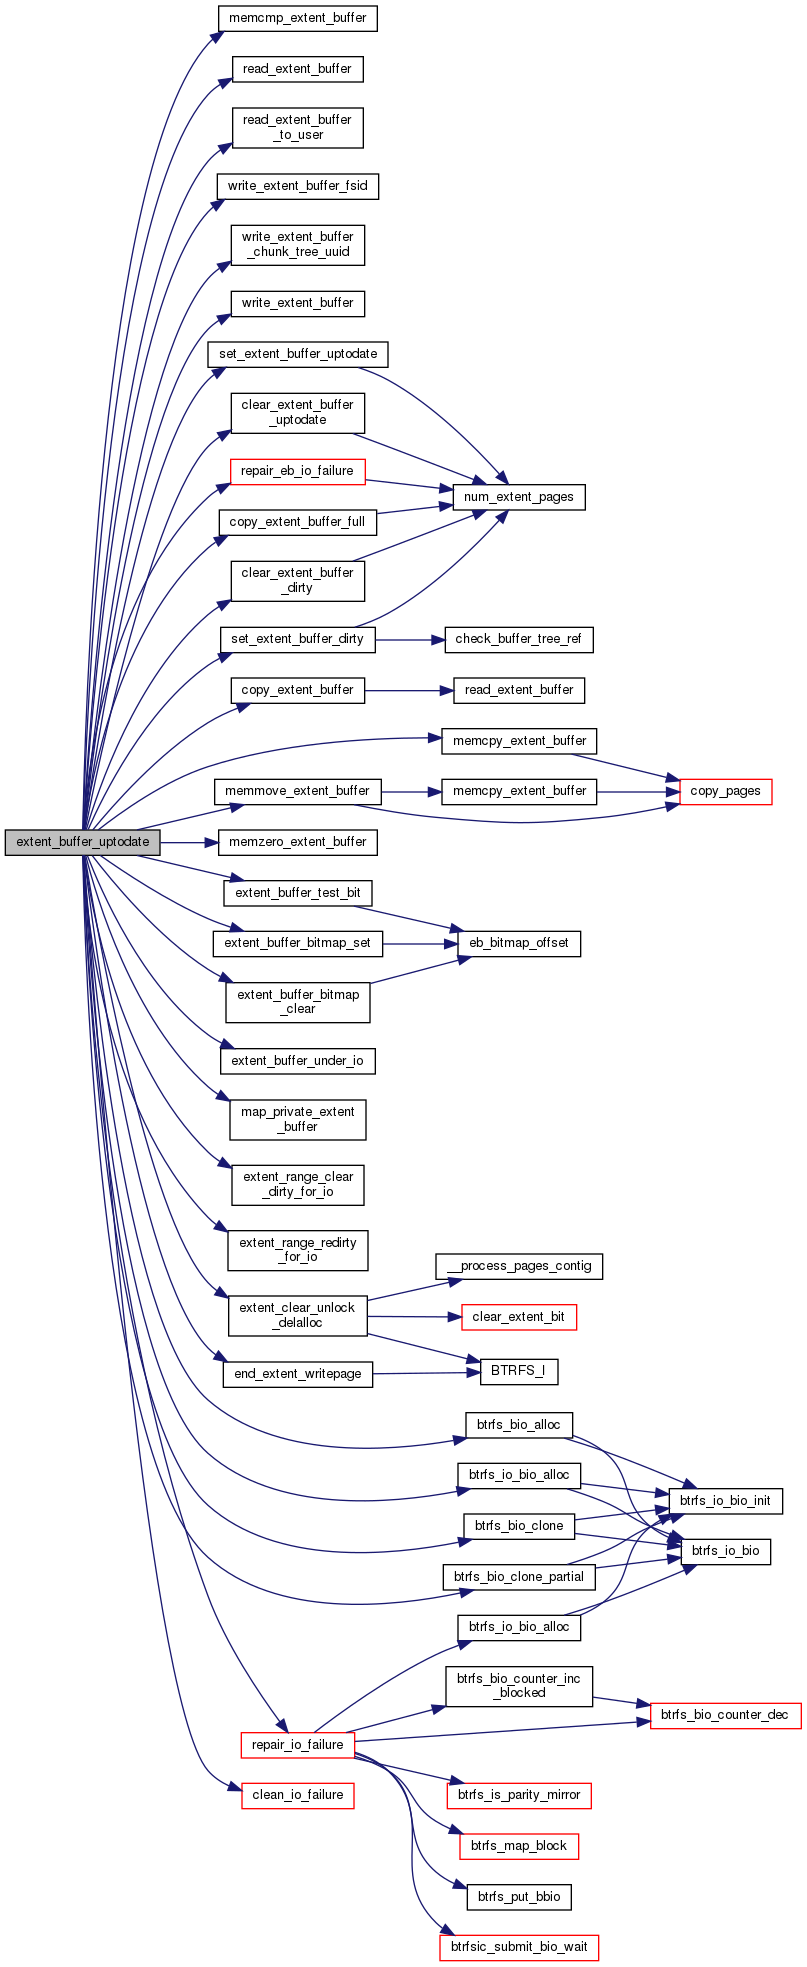 memcmp_extent_buffer
read_extent_buffer
read_extent_buffer
_to_user
write_extent_buffer_fsid
write_extent_buffer
_chunk_tree_uuid
write_extent_buffer
set_extent_buffer_uptodate
clear_extent_buffer
_uptodate
repair_eb_io_failure
num_extent_pages
copy_extent_buffer_full
clear_extent_buffer
_dirty
set_extent_buffer_dirty
check_buffer_tree_ref
copy_extent_buffer
read_extent_buffer
memcpy_extent_buffer
memmove_extent_buffer
memcpy_extent_buffer
copy_pages
extent_buffer_uptodate
memzero_extent_buffer
extent_buffer_test_bit
extent_buffer_bitmap_set
eb_bitmap_offset
extent_buffer_bitmap
_clear
extent_buffer_under_io
map_private_extent
_buffer
extent_range_clear
_dirty_for_io
extent_range_redirty
_for_io
__process_pages_contig
extent_clear_unlock
_delalloc
clear_extent_bit
end_extent_writepage
BTRFS_I
btrfs_bio_alloc
btrfs_io_bio_alloc
btrfs_io_bio_init
btrfs_bio_clone
btrfs_io_bio
btrfs_bio_clone_partial
btrfs_io_bio_alloc
btrfs_bio_counter_inc
_blocked
btrfs_bio_counter_dec
repair_io_failure
clean_io_failure
btrfs_is_parity_mirror
btrfs_map_block
btrfs_put_bbio
btrfsic_submit_bio_wait